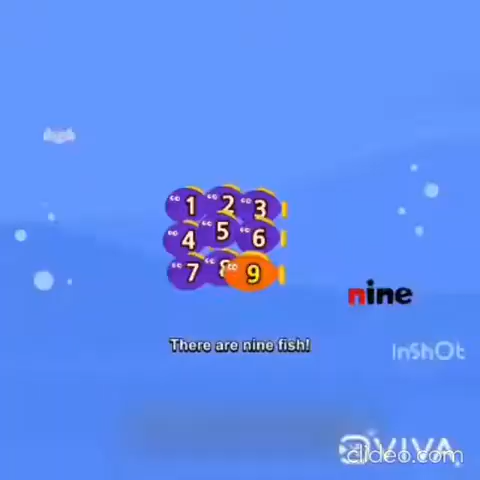 1 2 3
4 5 6
7 8 9
nine
There are nine fish!
InShOt
VIVA
clideo.com